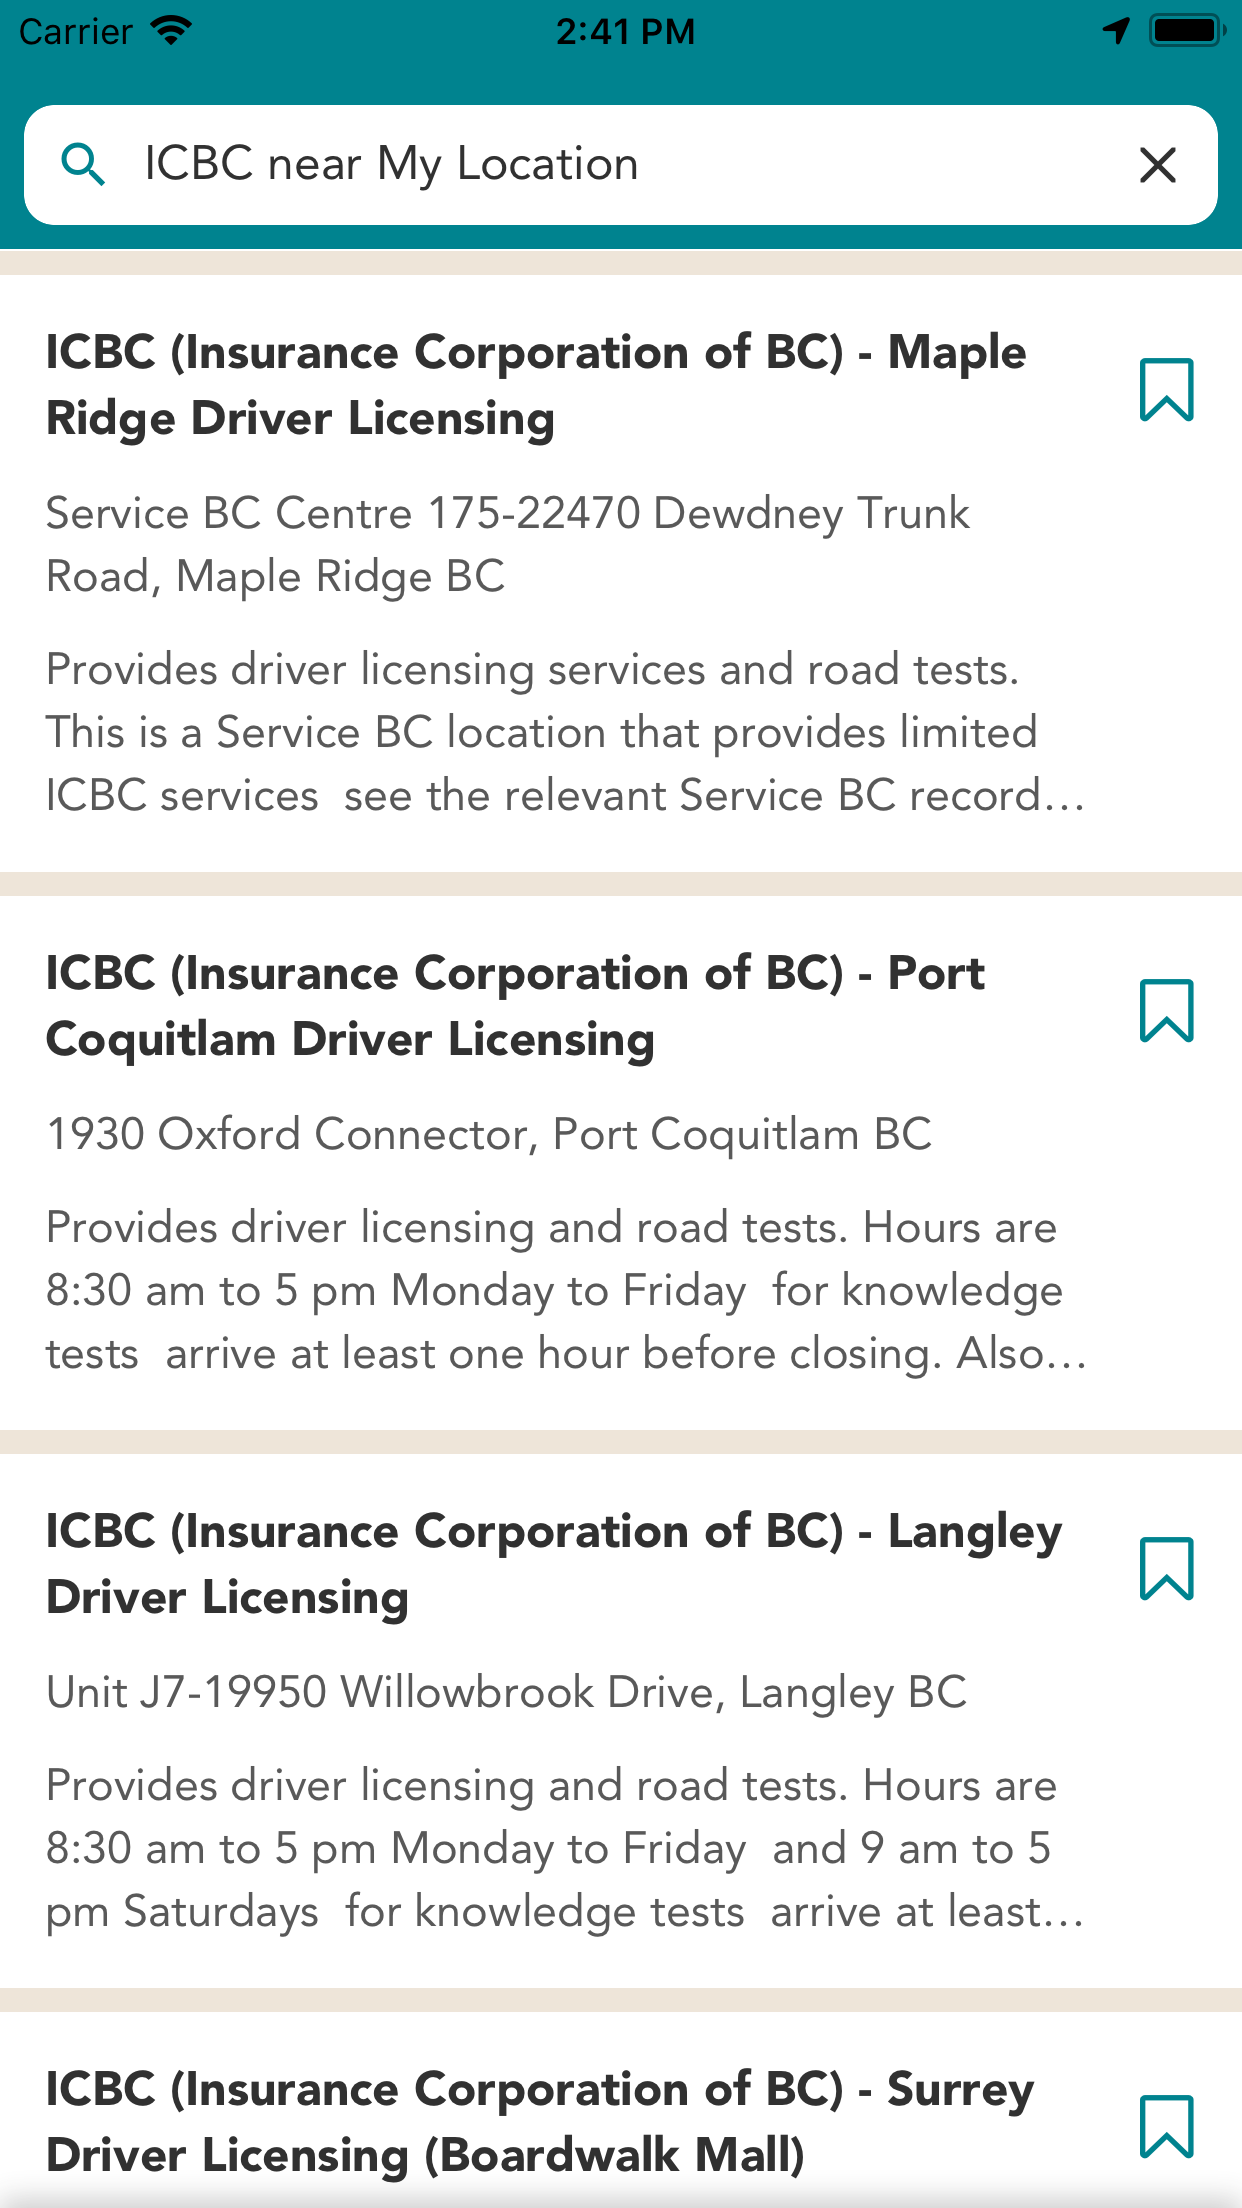 Carrier
2:41 PM
ICBC near My Location
ICBC (Insurance Corporation of BC) - Maple
Ridge Driver Licensing
Service BC Centre 175-22470 Dewdney Trunk
Road, Maple Ridge BC
Provides driver licensing services and road tests.
This is a Service BC location that provides limited
ICBC services  see the relevant Service BC record…
ICBC (Insurance Corporation of BC) - Port
Coquitlam Driver Licensing
1930 Oxford Connector, Port Coquitlam BC
Provides driver licensing and road tests. Hours are
8:30 am to 5 pm Monday to Friday  for knowledge
tests  arrive at least one hour before closing. Also…
ICBC (Insurance Corporation of BC) - Langley
Driver Licensing
Unit J7-19950 Willowbrook Drive, Langley BC
Provides driver licensing and road tests. Hours are
8:30 am to 5 pm Monday to Friday  and 9 am to 5
pm Saturdays  for knowledge tests  arrive at least…
ICBC (Insurance Corporation of BC) - Surrey
Driver Licensing (Boardwalk Mall)